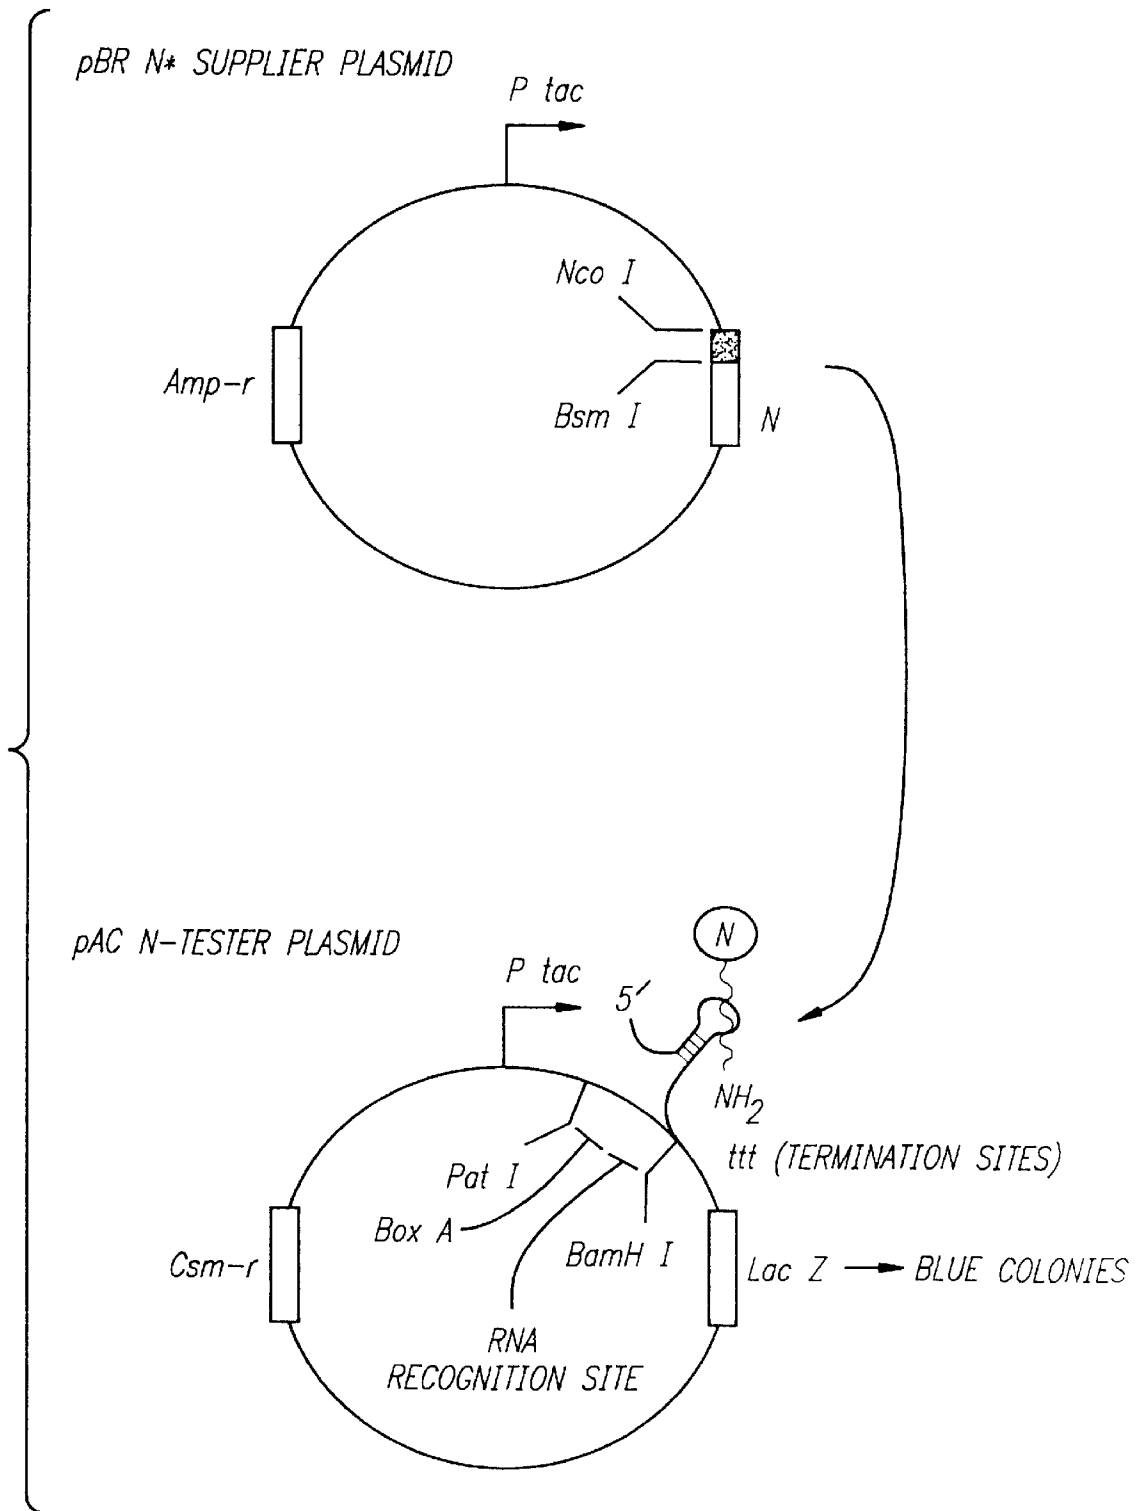 pBR N* SUPPLIER PLASMID
P tac
Nco I
Amp-r
Bsm I
N
pAC N-TESTER PLASMID
N
P tac
5′
NH2
ttt (TERMINATION SITES)
Pat I
Box A
BamH I
Csm-r
Lac Z → BLUE COLONIES
RNA
RECOGNITION SITE